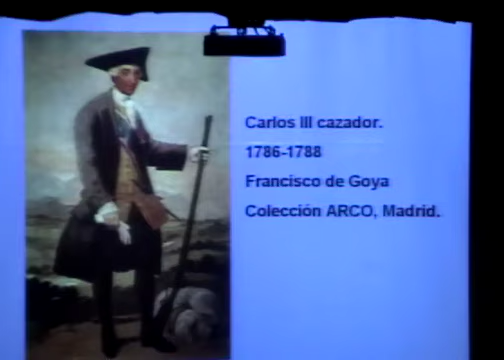 Carlos III cazador.
1786-1788
Francisco de Goya
Colección ARCO, Madrid.